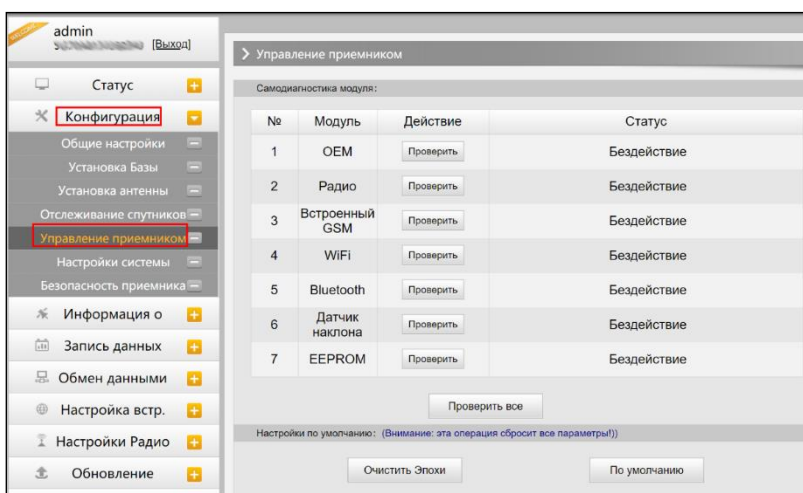 WELCOME
admin
[Выход]
Статус
Конфигурация
Общие настройки
Установка Базы
Установка антенны
Отслеживание спутников
Управление приемником
Настройки системы
Безопасность приемника
Информация о
Запись данных
Обмен данными
Настройка встр.
Настройки Радио
Обновление
Управление приемником
Самодиагностика модуля:
№ Модуль Действие Статус
1 OEM Проверить Бездействие
2 Радио Проверить Бездействие
3 Встроенный GSM Проверить Бездействие
4 WiFi Проверить Бездействие
5 Bluetooth Проверить Бездействие
6 Датчик наклона Проверить Бездействие
7 EEPROM Проверить Бездействие
Проверить все
Настройки по умолчанию: (Внимание: эта операция сбросит все параметры!))
Очистить Эпохи По умолчанию